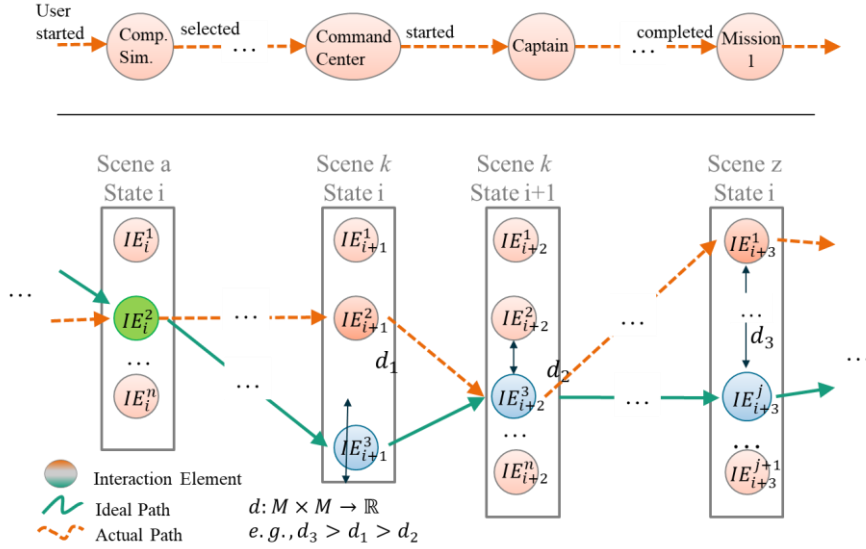 User
started
Comp.
Sim.
selected
...
Command
Center
started
Captain
...
completed
Mission
1
Scene a
State i
Scene k
State i
Scene k
State i+1
Scene z
State i
IE_i^1
IE_{i+1}^1
IE_{i+2}^1
IE_{i+3}^1
...
IE_i^2
...
IE_{i+1}^2
IE_{i+2}^2
...
...
d_1
d_2
d_3
...
...
IE_i^n
...
IE_{i+2}^3
...
IE_{i+3}^j
...
IE_{i+1}^3
...
IE_{i+2}^n
...
IE_{i+3}^{j+1}
Interaction Element
Ideal Path
Actual Path
d: M × M → ℝ
e.g., d_3 > d_1 > d_2